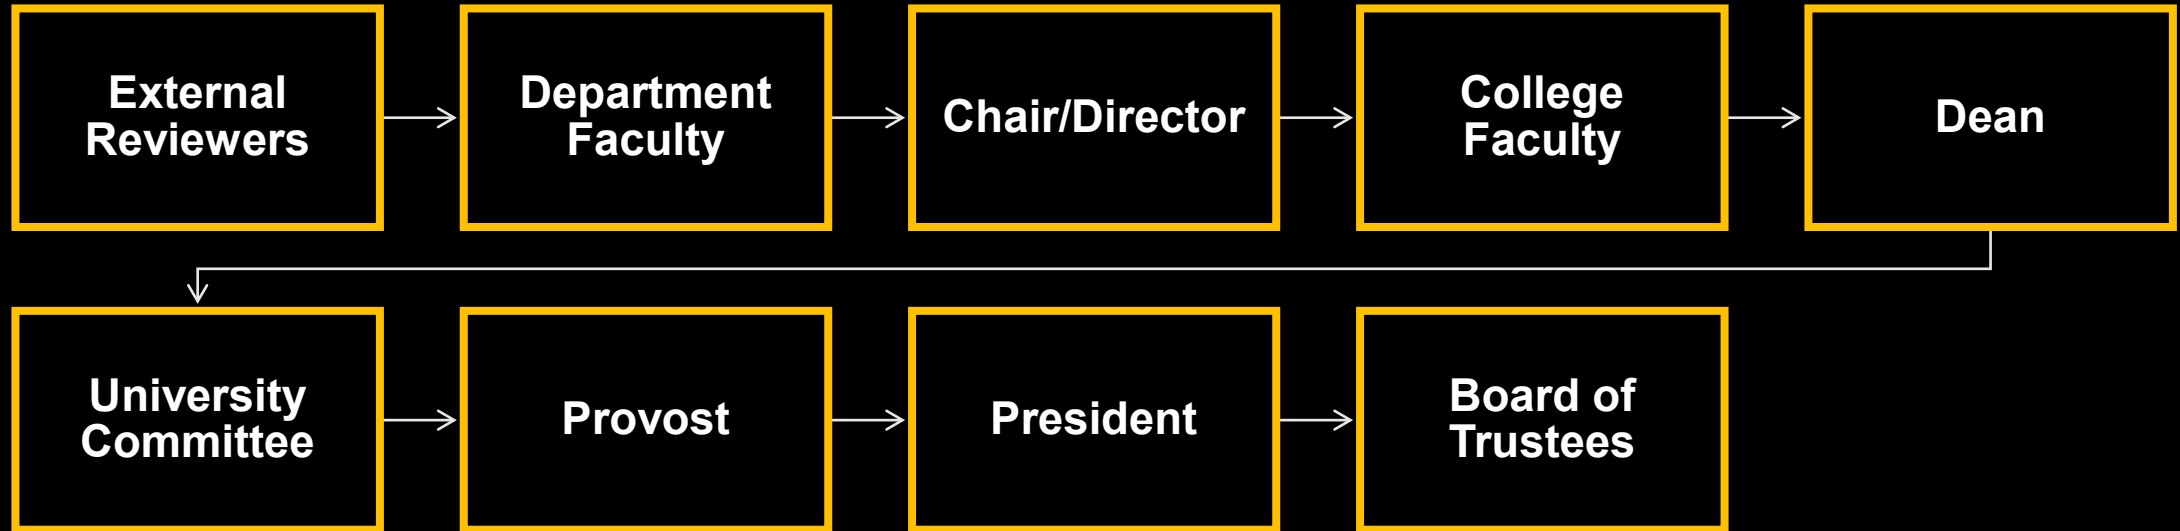 External
Reviewers
Department
Faculty
Chair/Director
College
Faculty
Dean
University
Committee
Provost
President
Board of
Trustees